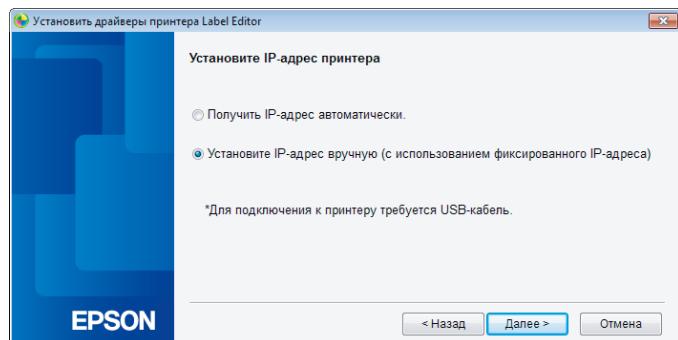 Установить драйверы принтера Label Editor
Установите IP-адрес принтера
Получить IP-адрес автоматически.
Установите IP-адрес вручную (с использованием фиксированного IP-адреса)
*Для подключения к принтеру требуется USB-кабель.
EPSON
< Назад
Далее >
Отмена